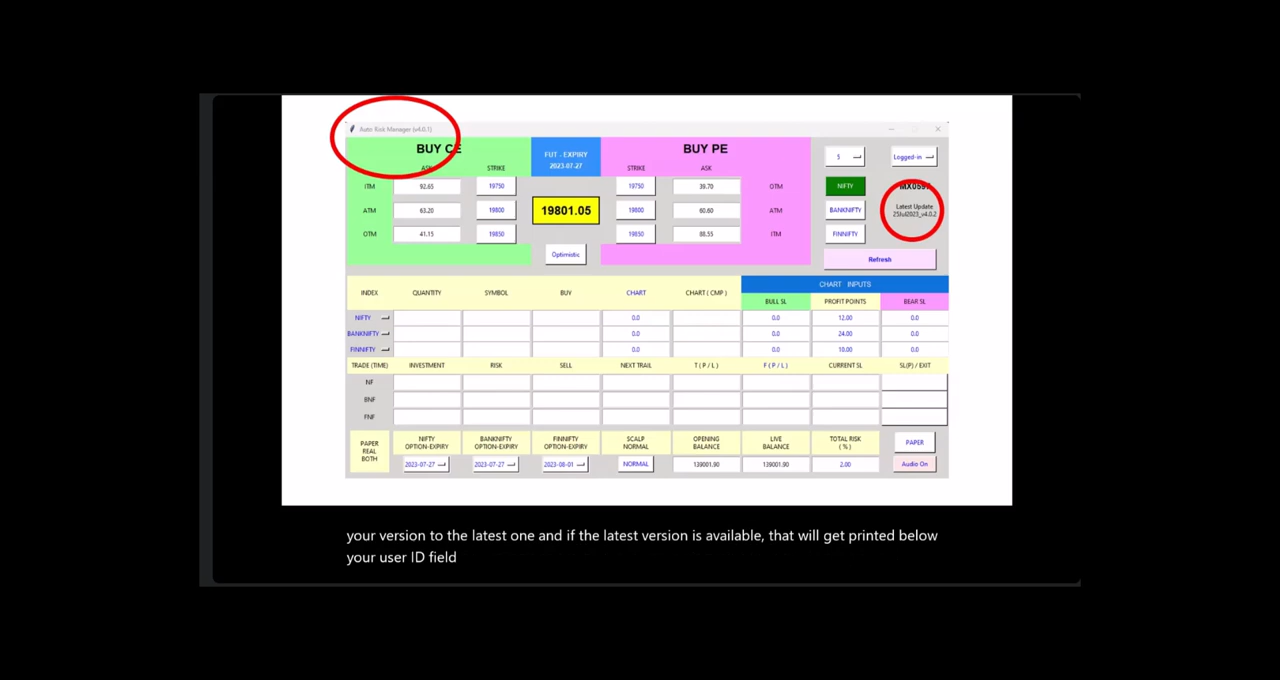 Auto Risk Manager (v4.0.1)
BUY CE
FUT - EXPIRY
2023-07-27
BUY PE
5
Logged-in
ASK
STRIKE
STRIKE
ASK
ITM
92.65
19750
19750
39.70
OTM
NIFTY
MX0597
ATM
63.20
19800
19801.05
19800
60.60
ATM
BANKNIFTY
Latest Update
25Jul2023_v4.0.2
OTM
41.15
19850
19850
88.55
ITM
FINNIFTY
Optimistic
Refresh
INDEX
QUANTITY
SYMBOL
BUY
CHART
CHART ( CMP )
CHART INPUTS
BULL SL
PROFIT POINTS
BEAR SL
NIFTY
0.0
0.0
12.00
0.0
BANKNIFTY
0.0
0.0
24.00
0.0
FINNIFTY
0.0
0.0
10.00
0.0
TRADE (TIME)
INVESTMENT
RISK
SELL
NEXT TRAIL
T ( P / L )
F ( P / L )
CURRENT SL
SL(P) / EXIT
NF
BNF
FNF
PAPER
REAL
BOTH
NIFTY
OPTION-EXPIRY
BANKNIFTY
OPTION-EXPIRY
FINNIFTY
OPTION-EXPIRY
SCALP
NORMAL
OPENING
BALANCE
LIVE
BALANCE
TOTAL RISK
( % )
PAPER
2023-07-27
2023-07-27
2023-08-01
NORMAL
139001.90
139001.90
2.00
Audio On
your version to the latest one and if the latest version is available, that will get printed below
your user ID field